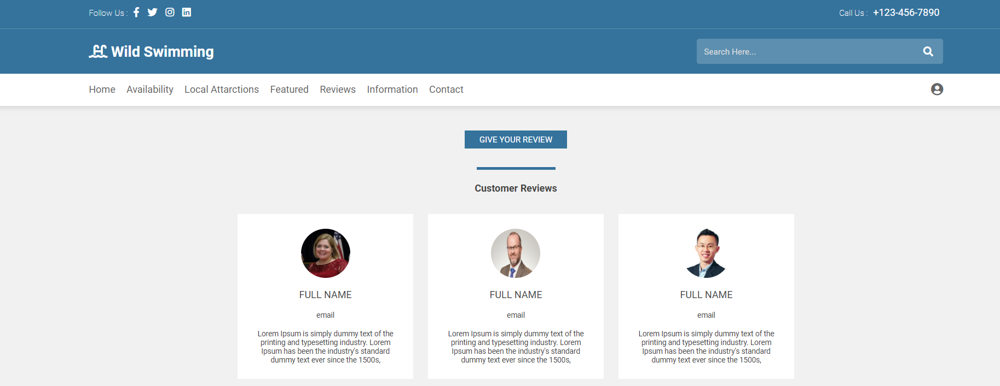 Follow Us :
Call Us : +123-456-7890
Wild Swimming
Search Here...
Home Availability Local Attarctions Featured Reviews Information Contact
GIVE YOUR REVIEW
Customer Reviews
FULL NAME
email
Lorem Ipsum is simply dummy text of the
printing and typesetting industry. Lorem
Ipsum has been the industry's standard
dummy text ever since the 1500s,
FULL NAME
email
Lorem Ipsum is simply dummy text of the
printing and typesetting industry. Lorem
Ipsum has been the industry's standard
dummy text ever since the 1500s,
FULL NAME
email
Lorem Ipsum is simply dummy text of the
printing and typesetting industry. Lorem
Ipsum has been the industry's standard
dummy text ever since the 1500s,